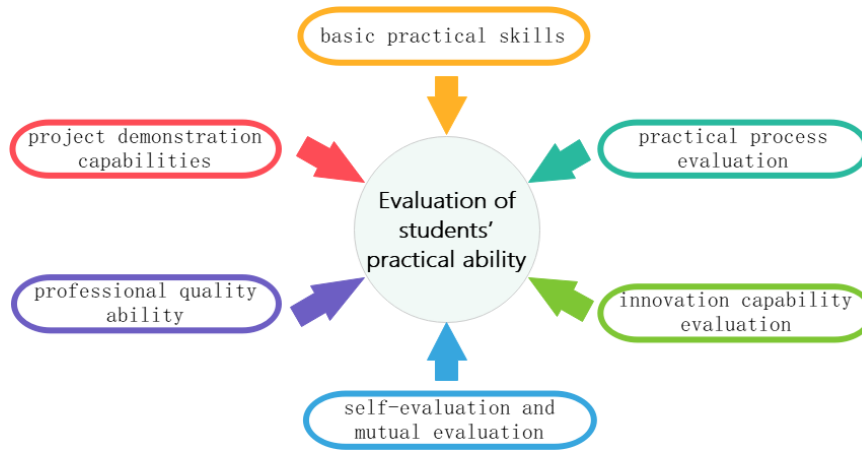 basic practical skills
project demonstration
capabilities
practical process
evaluation
Evaluation of
students’
practical ability
professional quality
ability
innovation capability
evaluation
self-evaluation and
mutual evaluation